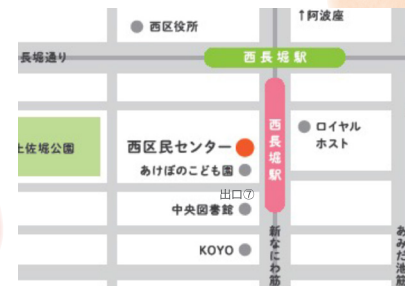 ↑阿波座
西区役所
長堀通り
西長堀駅
土佐堀公園
西区民センター
西長堀駅
ロイヤル
ホスト
あけぼのこども園
出口⑦
中央図書館
新なにわ筋
あみだ池筋
KOYO